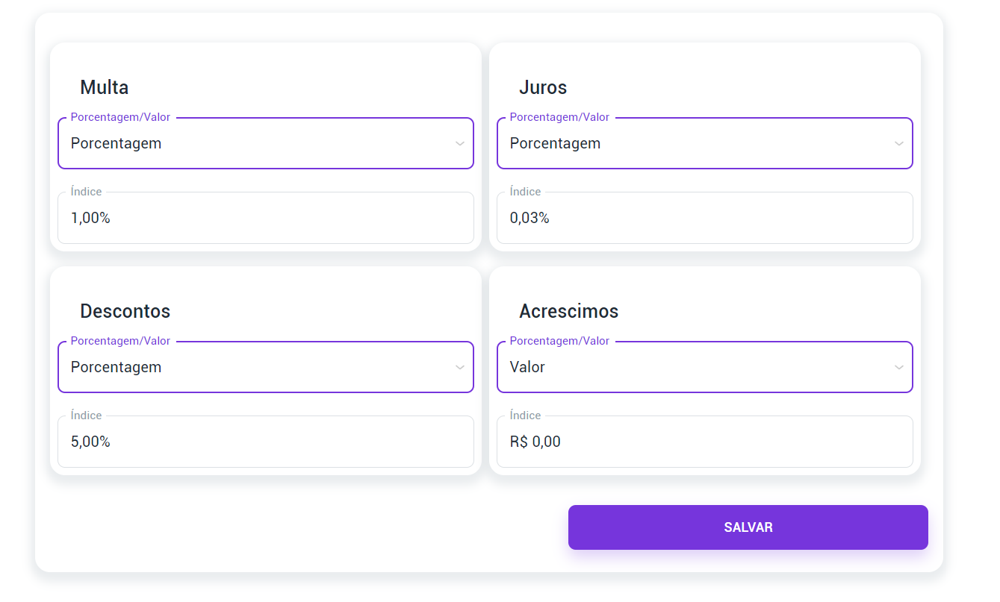 Multa
Porcentagem/Valor
Porcentagem
Índice
1,00%
Juros
Porcentagem/Valor
Porcentagem
Índice
0,03%
Descontos
Porcentagem/Valor
Porcentagem
Índice
5,00%
Acrescimos
Porcentagem/Valor
Valor
Índice
R$ 0,00
SALVAR